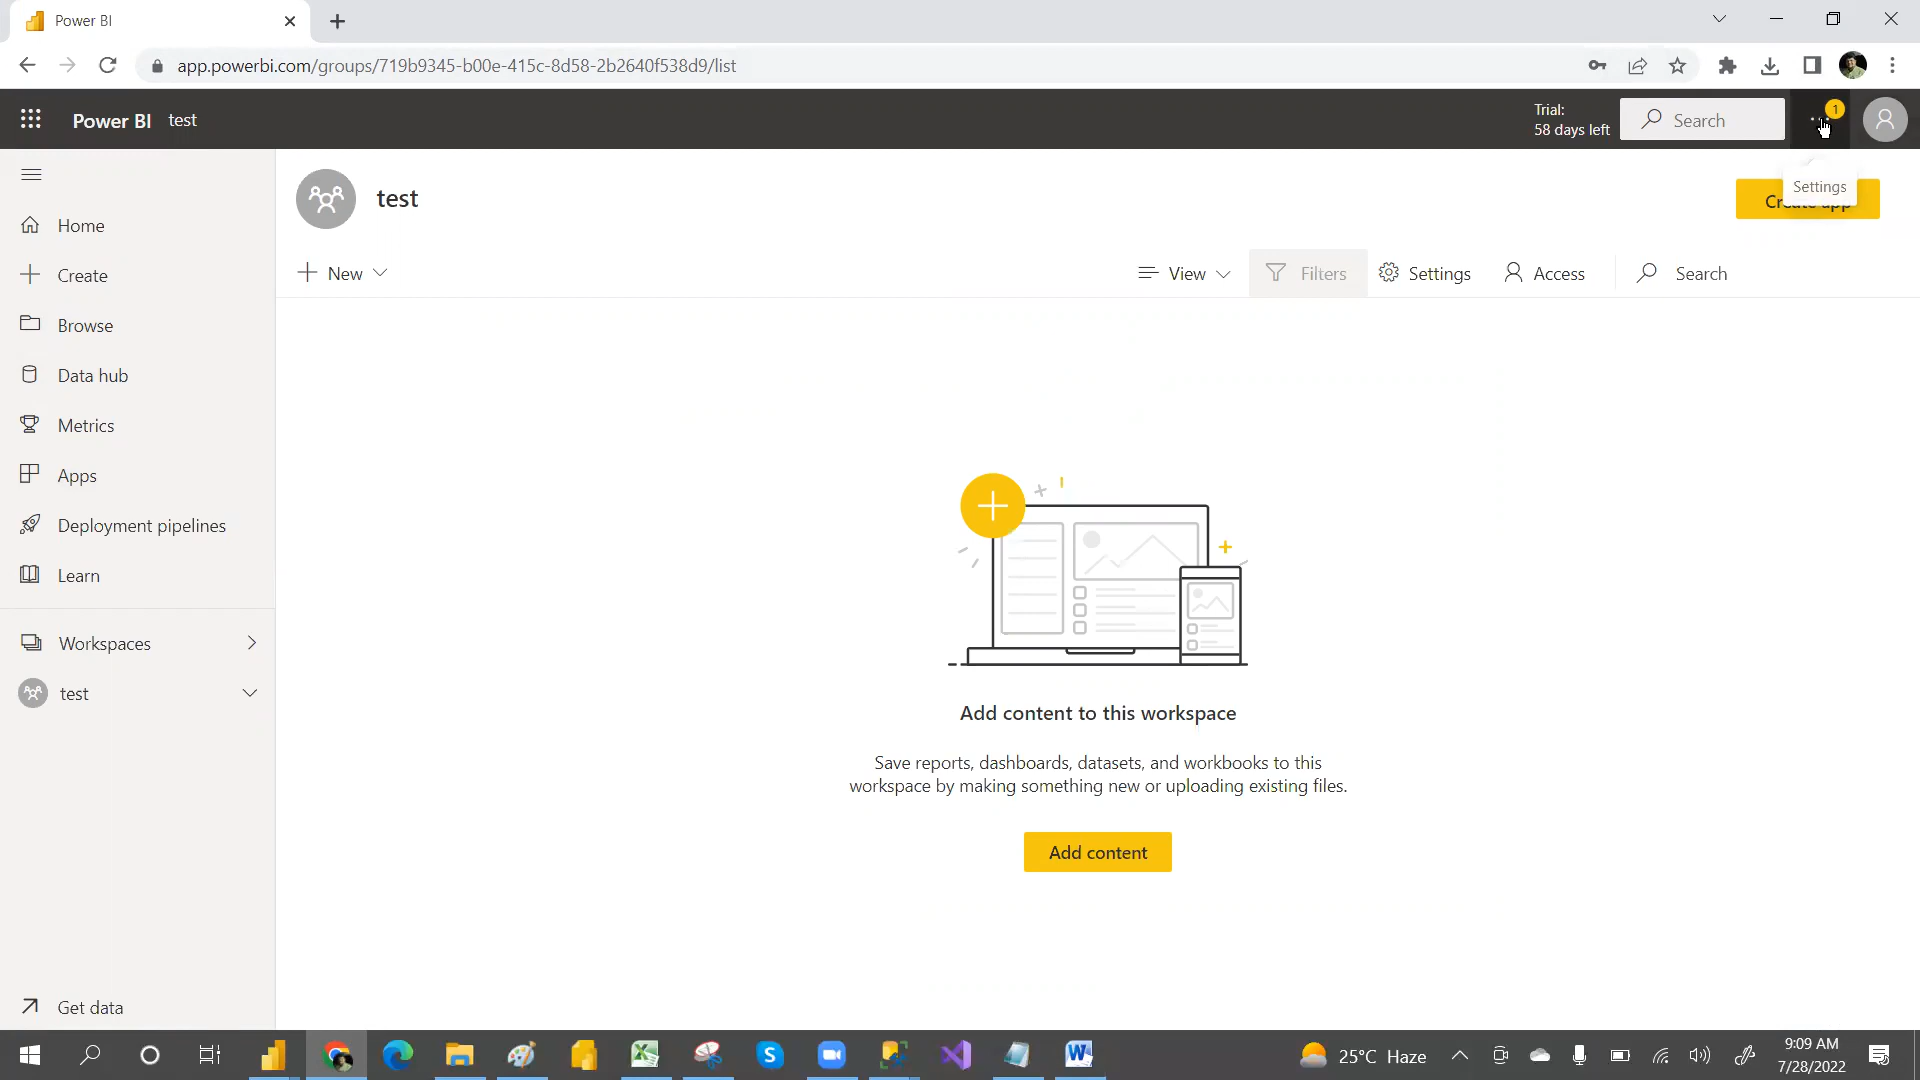 Power BI
app.powerbi.com/groups/719b9345-b00e-415c-8d58-2b2640f538d9/list
Power BI test
Trial:
58 days left
Search
1
Settings
test
New
View
Filters
Settings
Access
Search
Home
Create
Browse
Data hub
Metrics
Apps
Deployment pipelines
Learn
Workspaces
test
Get data
Add content to this workspace
Save reports, dashboards, datasets, and workbooks to this
workspace by making something new or uploading existing files.
Add content
25°C Haze
9:09 AM
7/28/2022